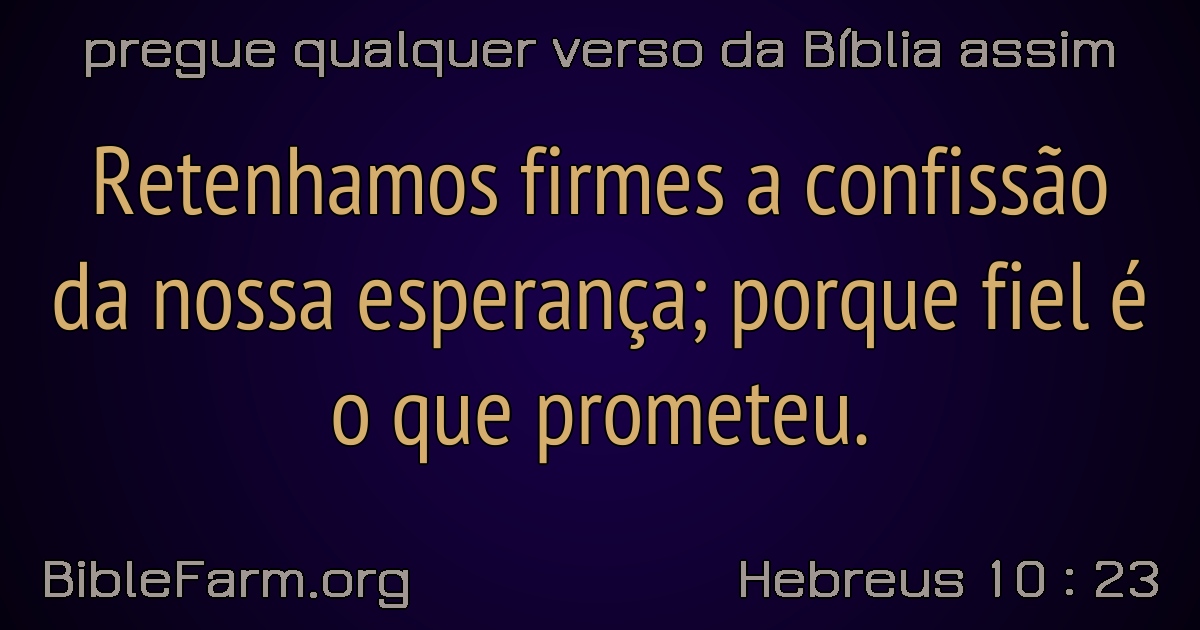 pregue qualquer verso da Bíblia assim
Retenhamos firmes a confissão
da nossa esperança; porque fiel é
o que prometeu.
BibleFarm.org
Hebreus 10 : 23